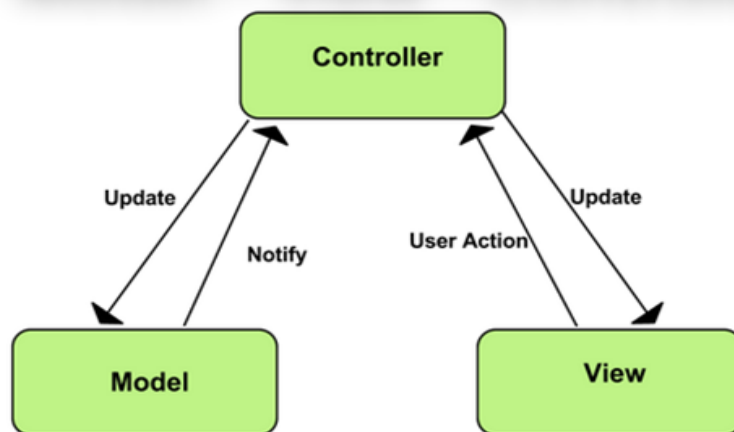 Controller
Update
Update
User Action
Notify
Model
View